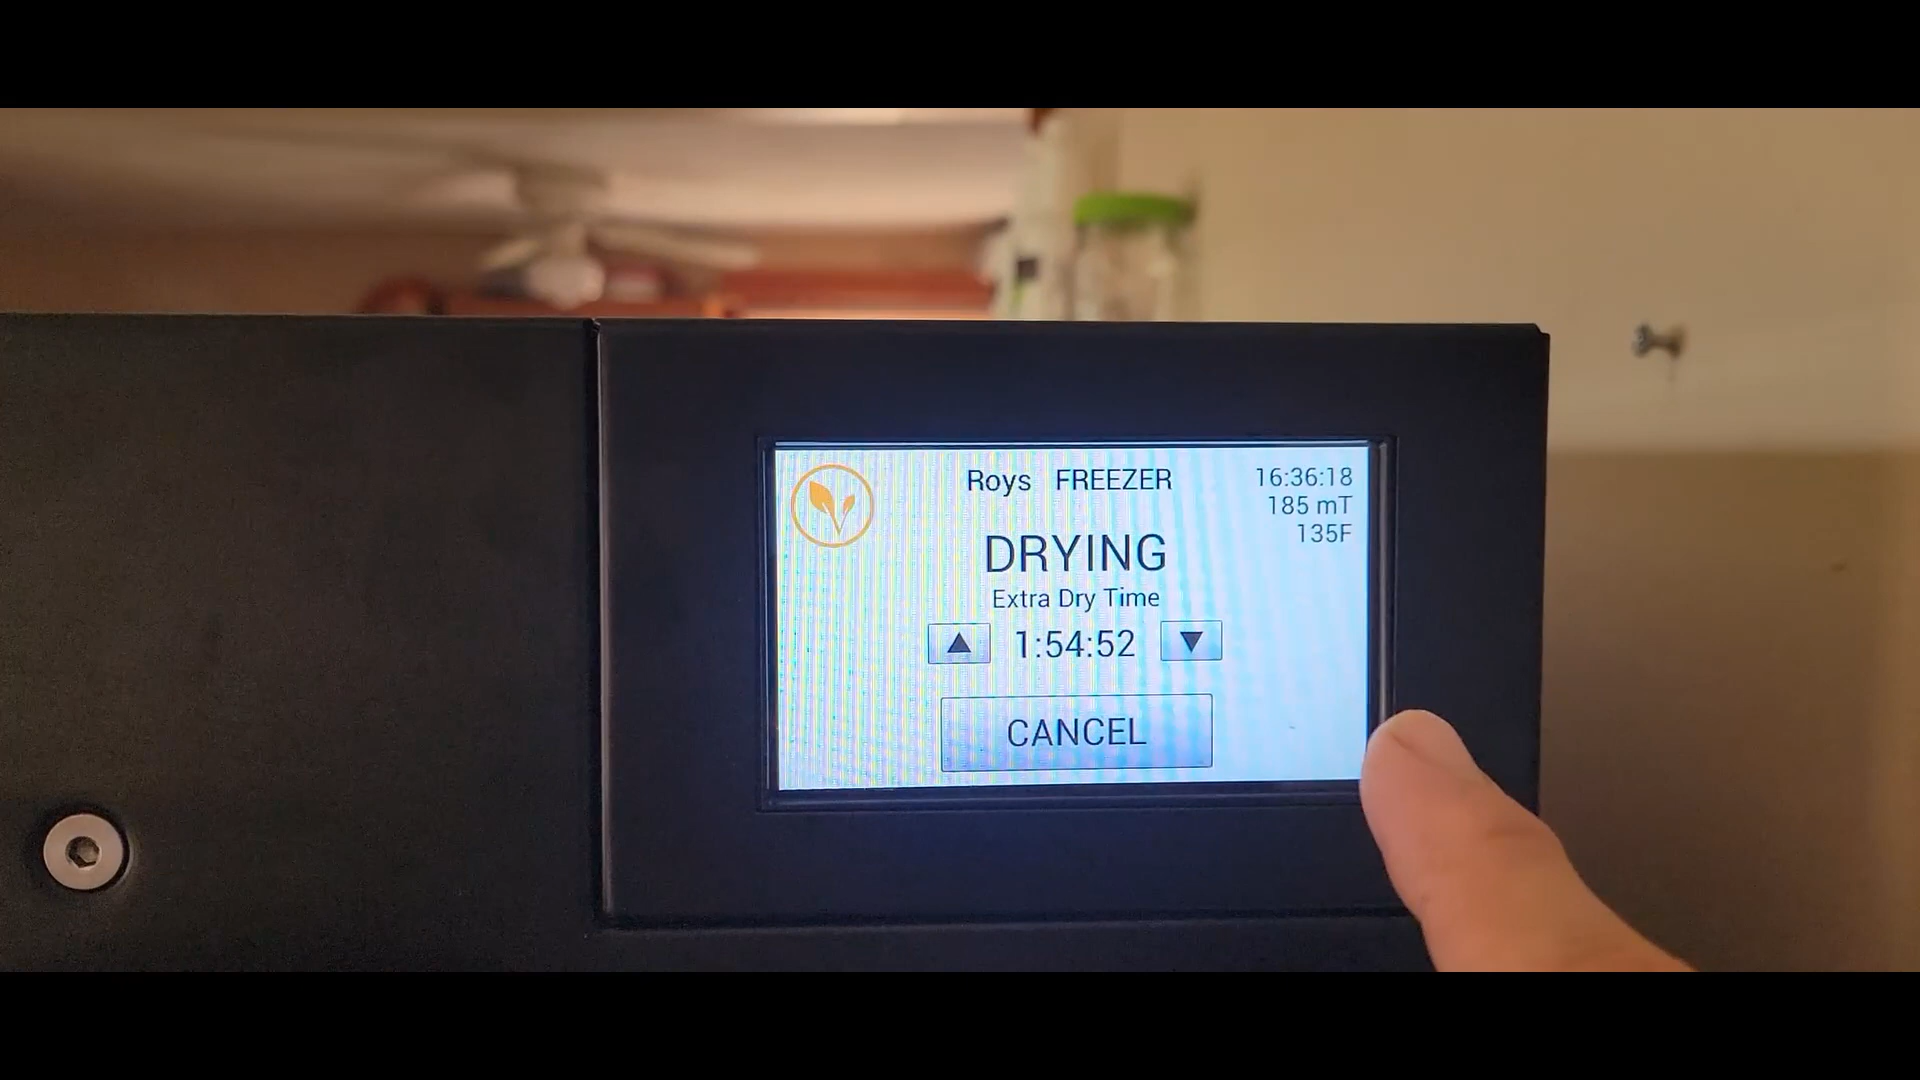 Roys FREEZER
16:36:18
185 mT
135F
DRYING
Extra Dry Time
1:54:52
CANCEL